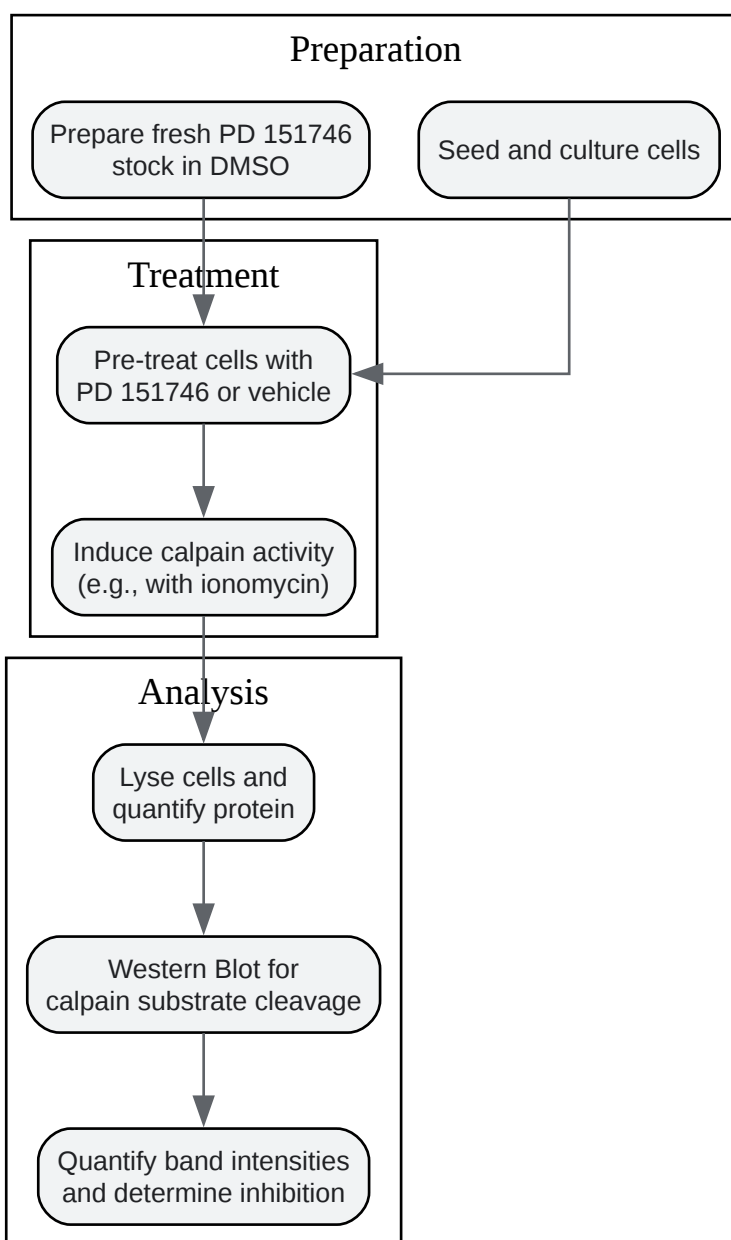 Preparation
Prepare fresh PD 151746
stock in DMSO
Seed and culture cells
Treatment
Pre-treat cells with
PD 151746 or vehicle
Induce calpain activity
(e.g., with ionomycin)
Analysis
Lyse cells and
quantify protein
Western Blot for
calpain substrate cleavage
Quantify band intensities
and determine inhibition